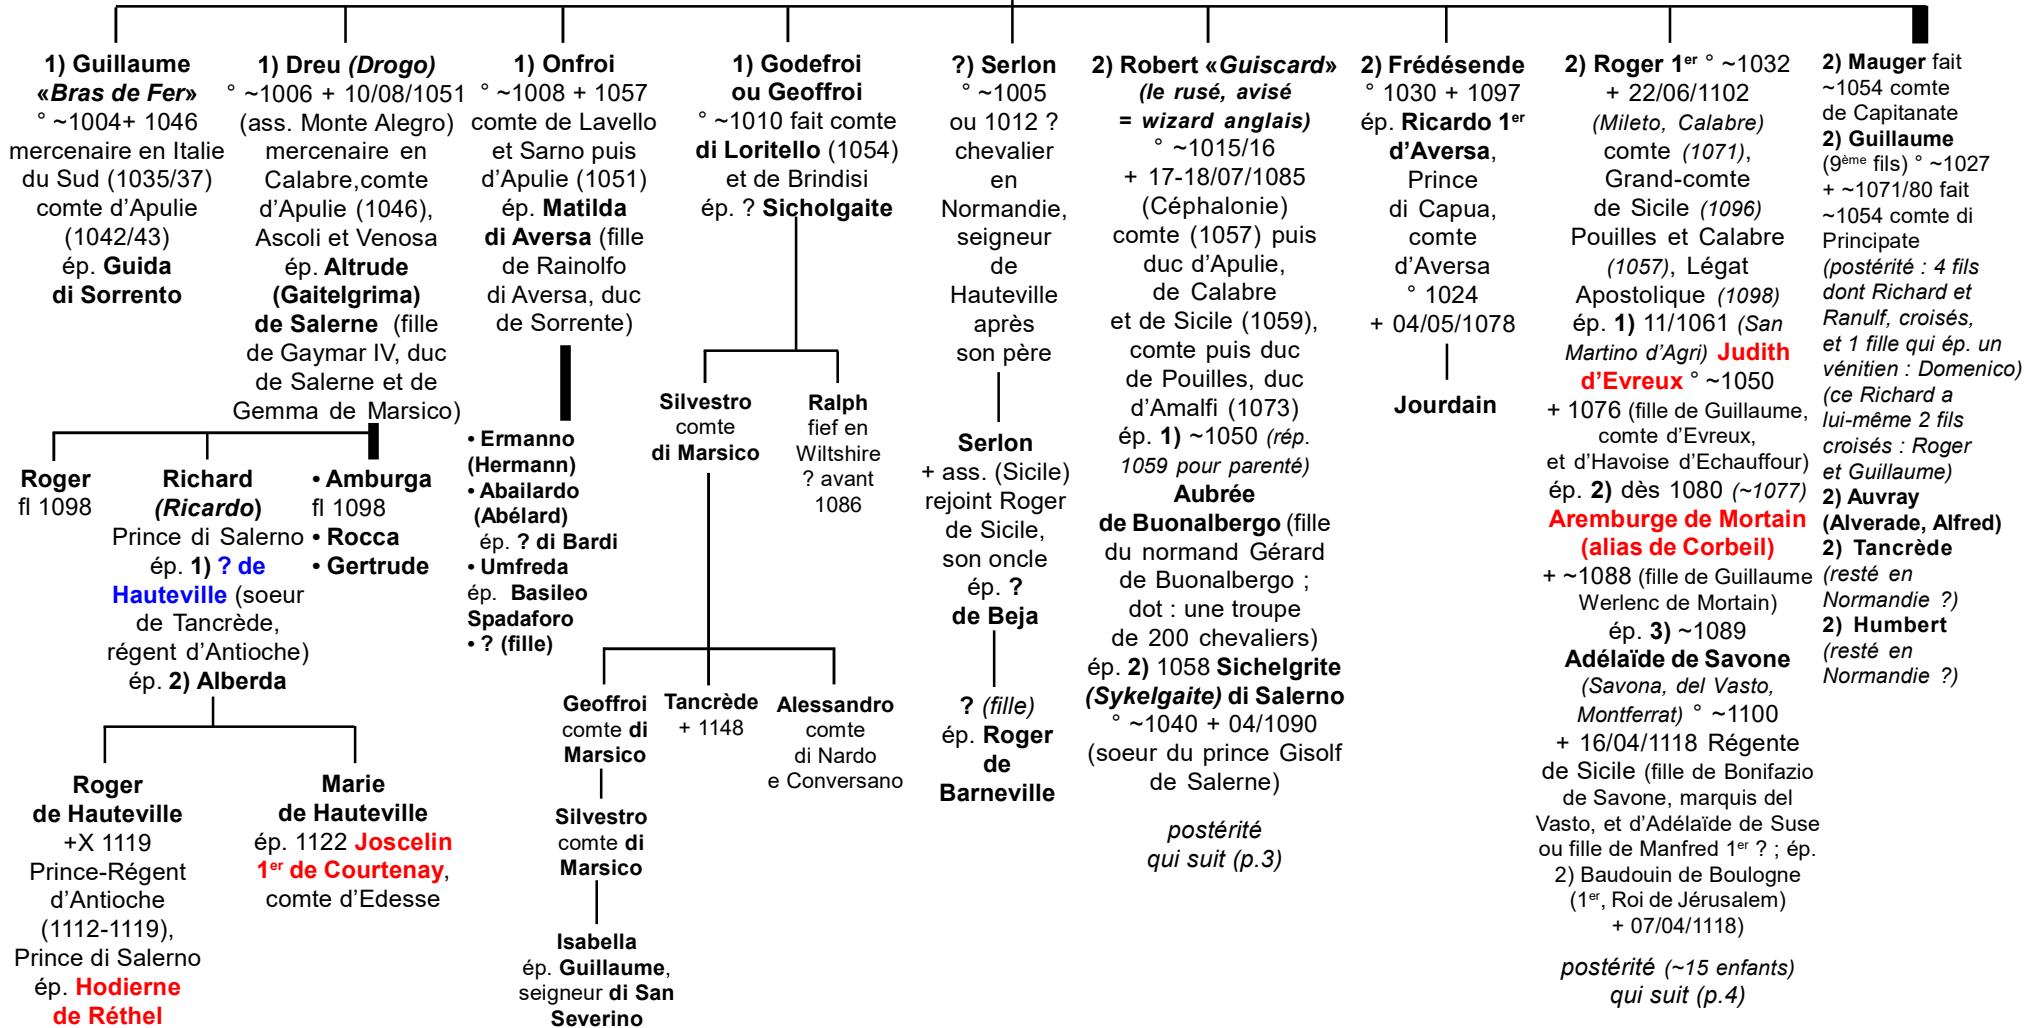 1) Guillaume
«Bras de Fer»
° ~1004+ 1046
mercenaire en Italie
du Sud (1035/37)
comte d'Apulie
(1042/43)
ép. Guida
di Sorrento
1) Dreu (Drogo)
° ~1006 + 10/08/1051
(ass. Monte Alegro)
mercenaire en
Calabre,comte
d'Apulie (1046),
Ascoli et Venosa
ép. Altrude
(Gaitelgrima)
de Salerne (fille
de Gaymar IV, duc
de Salerne et de
Gemma de Marsico)
Roger
fl 1098
Richard
(Ricardo)
Prince di Salerno
ép. 1) ? de
Hauteville (soeur
de Tancrède,
régent d'Antioche)
ép. 2) Alberda
• Amburga
fl 1098
• Rocca
• Gertrude
Roger
de Hauteville
+X 1119
Prince-Régent
d'Antioche
(1112-1119),
Prince di Salerno
ép. Hodierne
de Réthel
Marie
de Hauteville
ép. 1122 Joscelin
1er de Courtenay,
comte d'Edesse
1) Onfroi
° ~1008 + 1057
comte de Lavello
et Sarno puis
d'Apulie (1051)
ép. Matilda
di Aversa (fille
de Rainolfo
di Aversa, duc
de Sorrente)
• Ermanno
(Hermann)
• Abailardo
(Abélard)
ép. ? di Bardi
• Umfreda
ép. Basileo
Spadaforo
• ? (fille)
1) Godefroi
ou Geoffroi
° ~1010 fait comte
di Loritello (1054)
et de Brindisi
ép. ? Sicholgaite
Silvestro
comte
di Marsico
Ralph
fief en
Wiltshire
? avant
1086
Geoffroi
comte di
Marsico
Tancrède
+ 1148
Alessandro
comte
di Nardo
e Conversano
Silvestro
comte di
Marsico
Isabella
ép. Guillaume,
seigneur di San
Severino
?) Serlon
° ~1005
ou 1012 ?
chevalier
en
Normandie,
seigneur
de
Hauteville
après
son père
Serlon
+ ass. (Sicile)
rejoint Roger
de Sicile,
son oncle
ép. ?
de Beja
? (fille)
ép. Roger
de
Barneville
2) Robert «Guiscard»
(le rusé, avisé
= wizard anglais)
° ~1015/16
+ 17-18/07/1085
(Céphalonie)
comte (1057) puis
duc d'Apulie,
de Calabre
et de Sicile (1059),
comte puis duc
de Pouilles, duc
d'Amalfi (1073)
ép. 1) ~1050 (rép.
1059 pour parenté)
Aubrée
de Buonalbergo (fille
du normand Gérard
de Buonalbergo ;
dot : une troupe
de 200 chevaliers)
ép. 2) 1058 Sichelgrite
(Sykelgaite) di Salerno
° ~1040 + 04/1090
(soeur du prince Gisolf
de Salerne)
postérité
qui suit (p.3)
2) Frédésende
° 1030 + 1097
ép. Ricardo 1er
d'Aversa,
Prince
di Capua,
comte
d'Aversa
° 1024
+ 04/05/1078
Jourdain
2) Roger 1er ° ~1032
+ 22/06/1102
(Mileto, Calabre)
comte (1071),
Grand-comte
de Sicile (1096)
Pouilles et Calabre
(1057), Légat
Apostolique (1098)
ép. 1) 11/1061 (San
Martino d'Agri) Judith
d'Evreux ° ~1050
+ 1076 (fille de Guillaume,
comte d'Evreux,
et d'Havoise d'Echauffour)
ép. 2) dès 1080 (~1077)
Aremburge de Mortain
(alias de Corbeil)
+ ~1088 (fille de Guillaume
Werlenc de Mortain)
ép. 3) ~1089
Adélaïde de Savone
(Savona, del Vasto,
Montferrat) ° ~1100
+ 16/04/1118 Régente
de Sicile (fille de Bonifazio
de Savone, marquis del
Vasto, et d'Adélaïde de Suse
ou fille de Manfred 1er ? ; ép.
2) Baudouin de Boulogne
(1er, Roi de Jérusalem)
+ 07/04/1118)
postérité (~15 enfants)
qui suit (p.4)
2) Mauger fait
~1054 comte
de Capitanate
2) Guillaume
(9ème fils) ° ~1027
+ ~1071/80 fait
~1054 comte di
Principate
(postérité : 4 fils
dont Richard et
Ranulf, croisés,
et 1 fille qui ép. un
vénitien : Domenico)
(ce Richard a
lui-même 2 fils
croisés : Roger
et Guillaume)
2) Auvray
(Alverade, Alfred)
2) Tancrède
(resté en
Normandie ?)
2) Humbert
(resté en
Normandie ?)